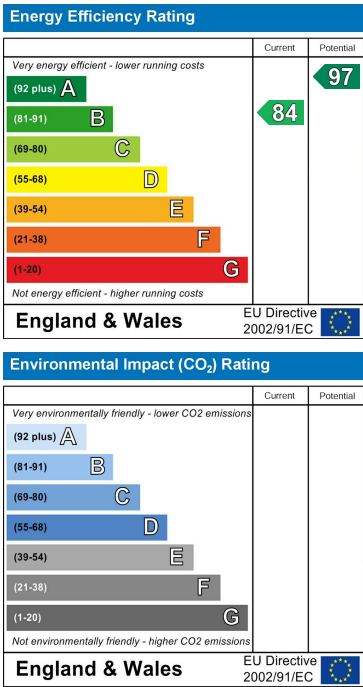 Energy Efficiency Rating
Current Potential
Very energy efficient - lower running costs
(92 plus) A
97
(81-91) B
84
(69-80) C
(55-68) D
(39-54) E
(21-38) F
(1-20) G
Not energy efficient - higher running costs
England & Wales
EU Directive
2002/91/EC
Environmental Impact (CO₂) Rating
Current Potential
Very environmentally friendly - lower CO2 emissions
(92 plus) A
(81-91) B
(69-80) C
(55-68) D
(39-54) E
(21-38) F
(1-20) G
Not environmentally friendly - higher CO2 emissions
England & Wales
EU Directive
2002/91/EC